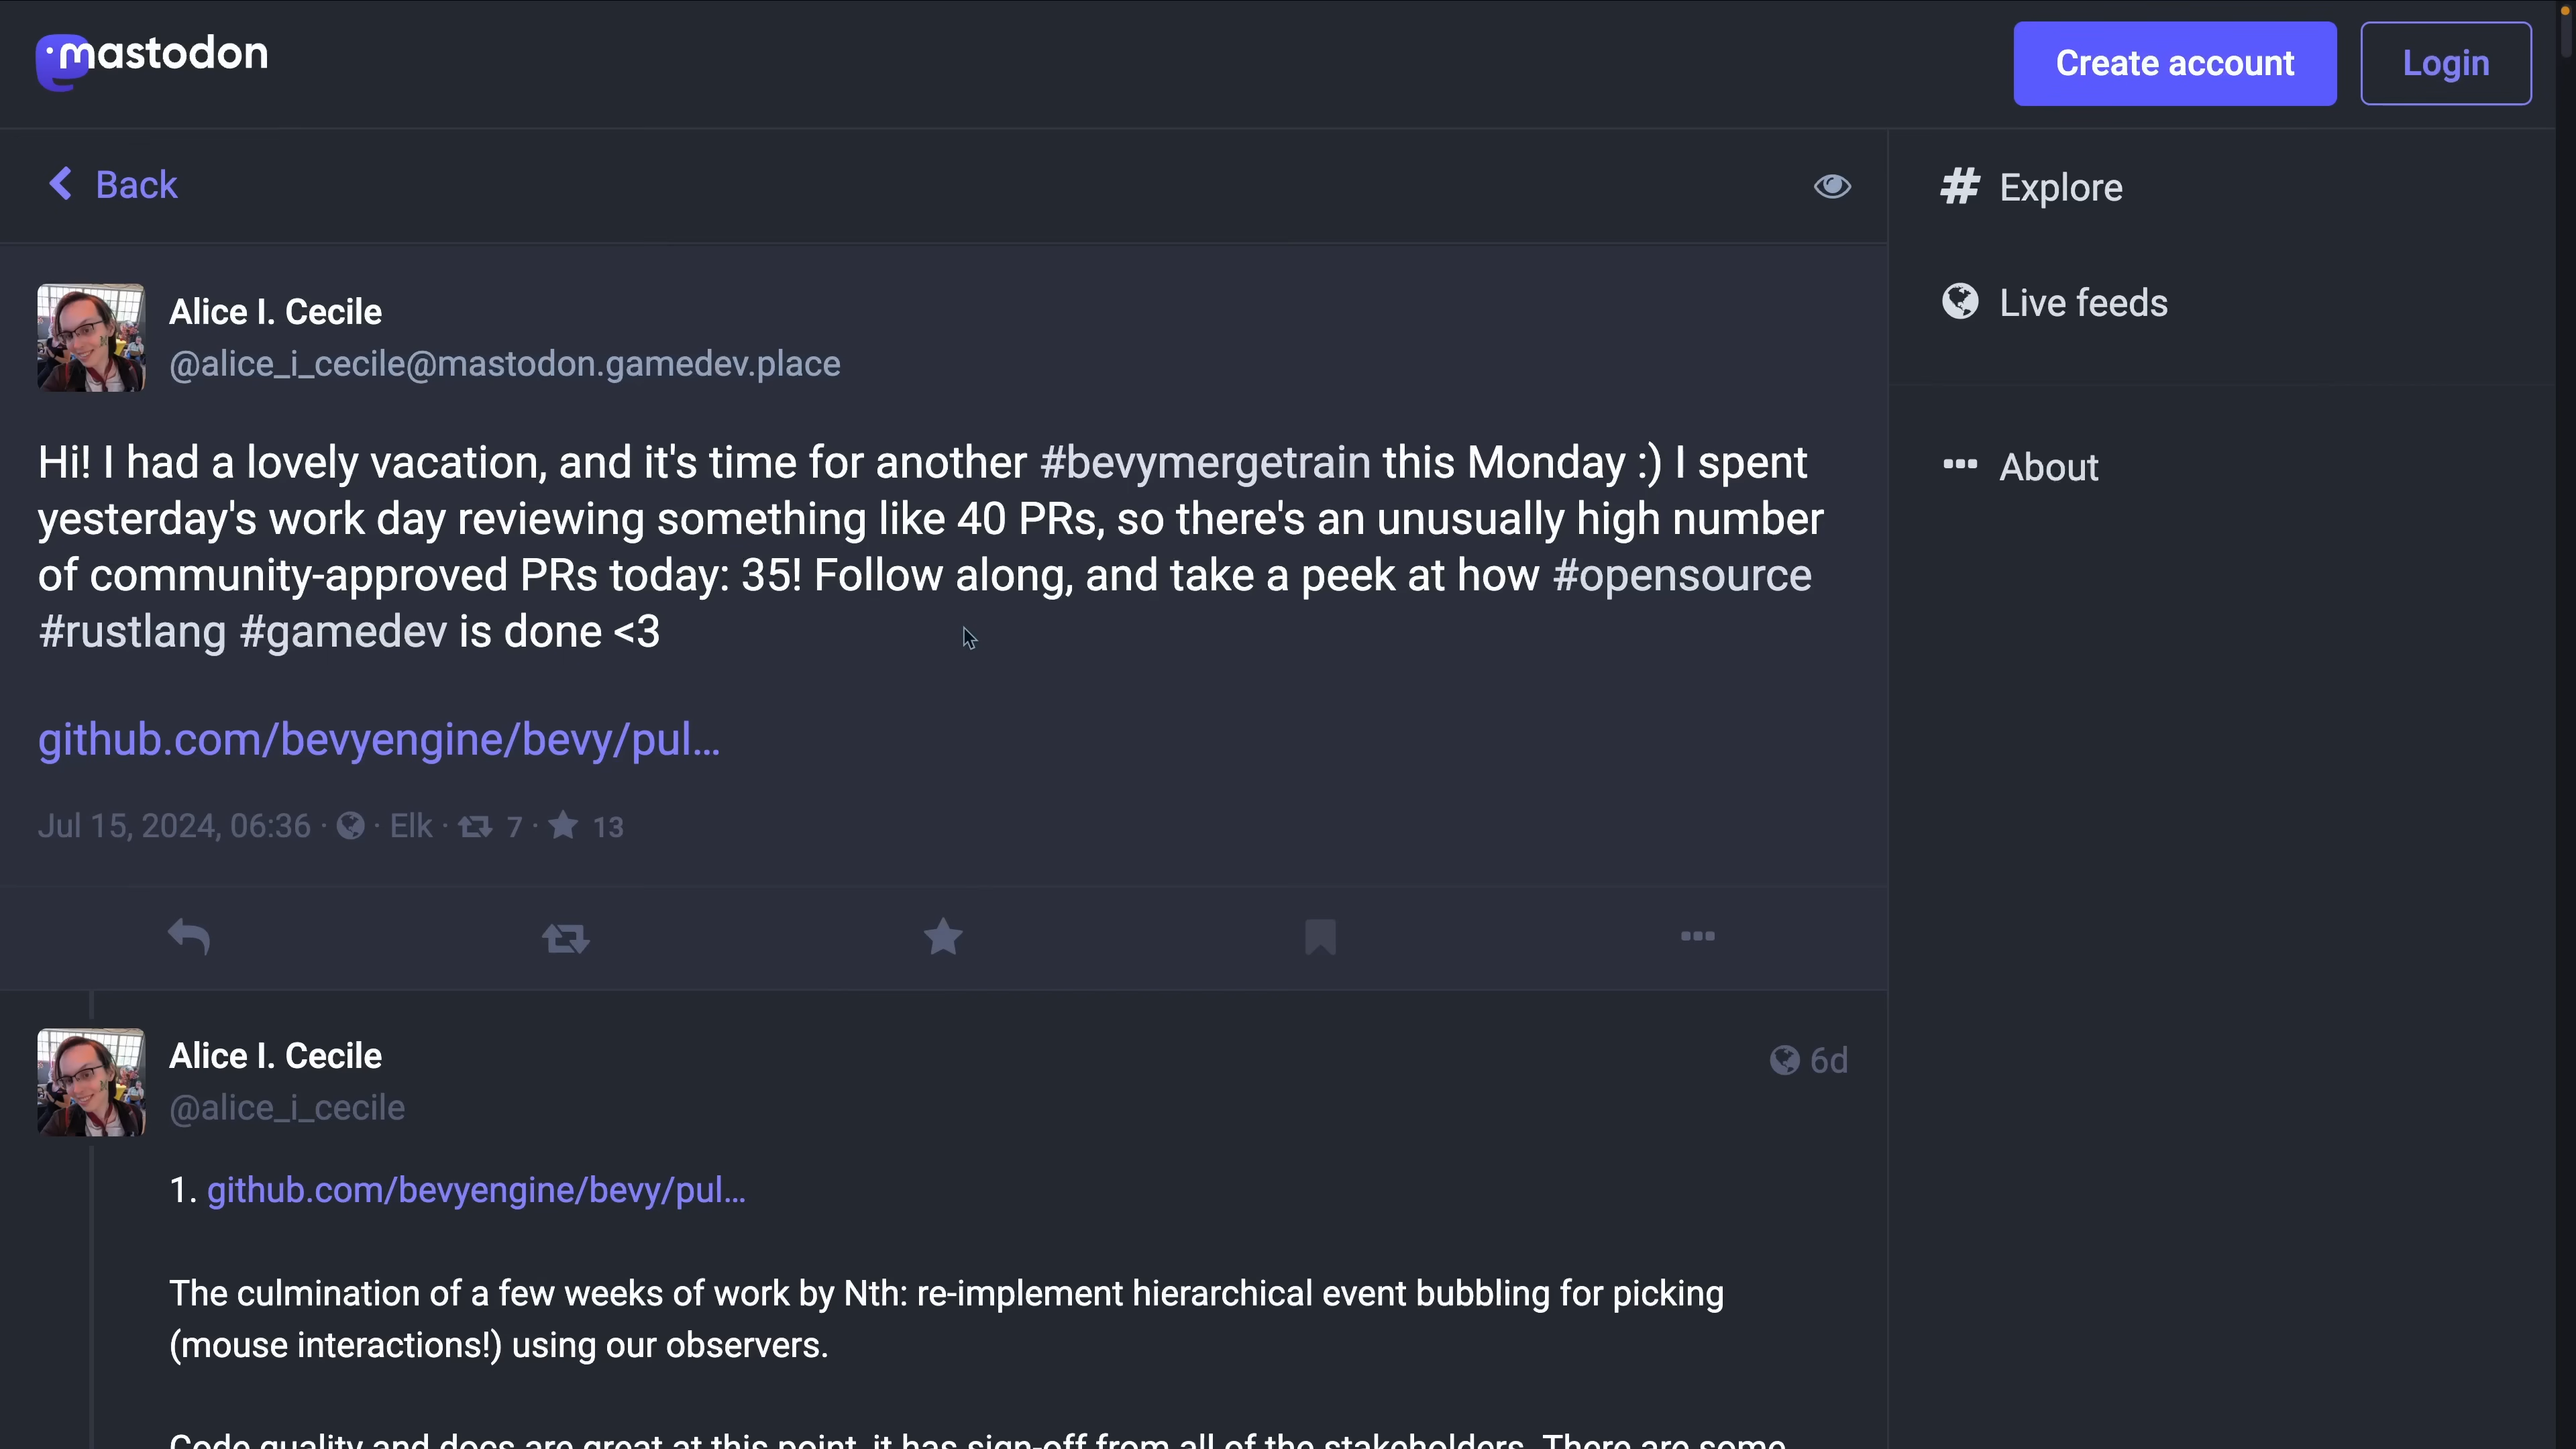 mastodon
Create account
Login
Back
Explore
Live feeds
About
Alice I. Cecile
@alice_i_cecile@mastodon.gamedev.place
Hi! I had a lovely vacation, and it's time for another #bevymergetrain this Monday :) I spent
yesterday's work day reviewing something like 40 PRs, so there's an unusually high number
of community-approved PRs today: 35! Follow along, and take a peek at how #opensource
#rustlang #gamedev is done <3
github.com/bevyengine/bevy/pul…
Jul 15, 2024, 06:36 · · Elk · 7 · 13
Alice I. Cecile
6d
@alice_i_cecile
1. github.com/bevyengine/bevy/pul…
The culmination of a few weeks of work by Nth: re-implement hierarchical event bubbling for picking
(mouse interactions!) using our observers.
Code quality and docs are great at this point, it has sign-off from all of the stakeholders. There are some